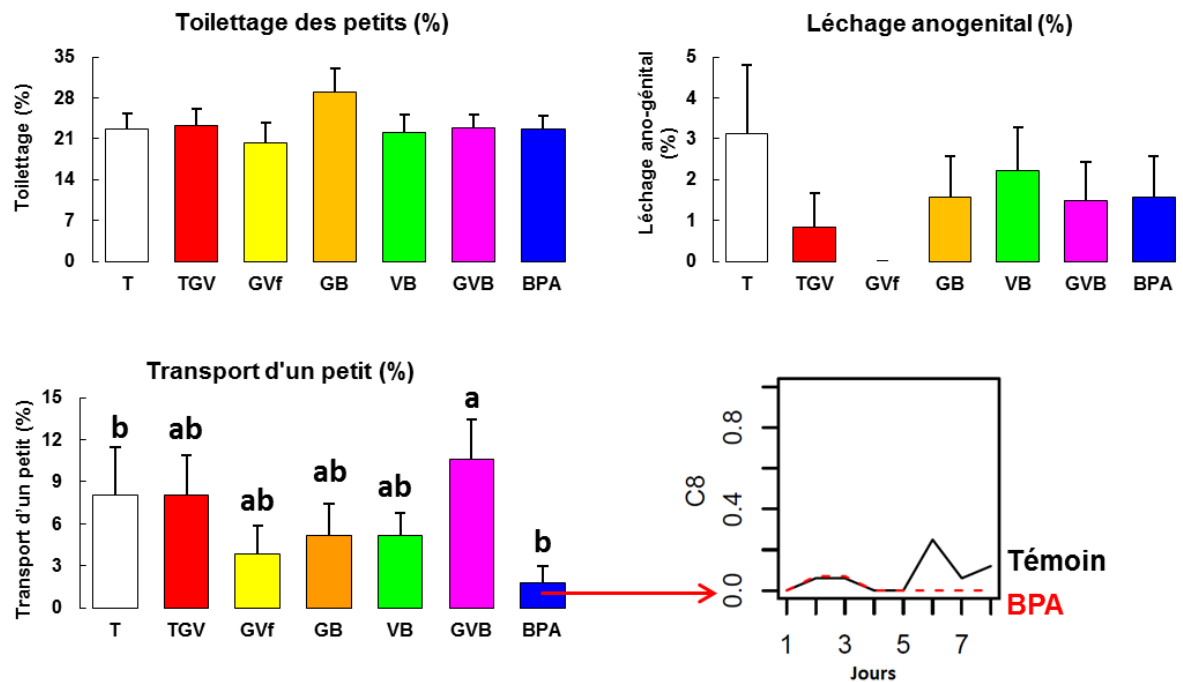 Toilettage des petits (%)
Toilettage (%)
35
28
21
14
7
0
T TGV GVf GB VB GVB BPA
Léchage anogenital (%)
Léchage ano-génital
(%)
5
4
3
2
1
0
T TGV GVf GB VB GVB BPA
Transport d'un petit (%)
Transport d'un petit (%)
15
12
9
6
3
0
b ab ab ab ab a b
T TGV GVf GB VB GVB BPA
C8
0.8
0.4
0.0
Témoin
BPA
1 3 5 7
Jours